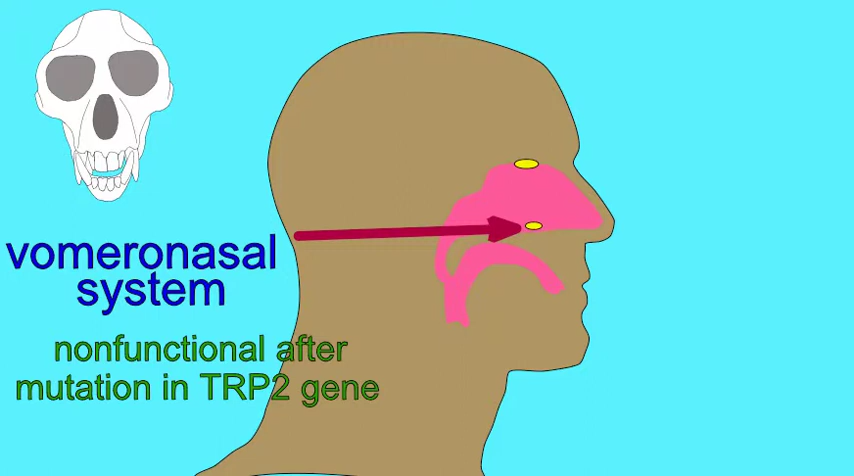 vomeronasal
system
nonfunctional after
mutation in TRP2 gene